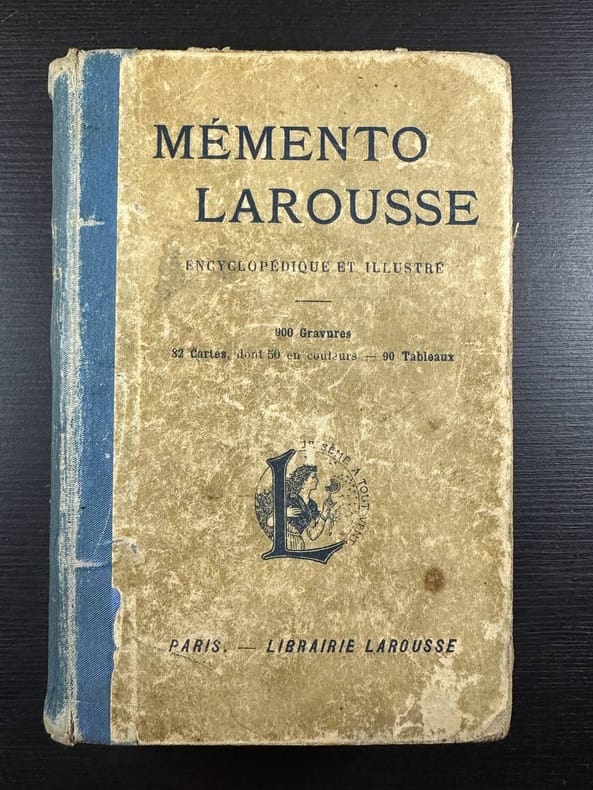 MÉMENTO
LAROUSSE
ENCYCLOPÉDIQUE ET ILLUSTRÉ
900 Gravures
82 Cartes, dont 50 en couleurs — 90 Tableaux
JE SÈME À TOUT VENT
L
PARIS. — LIBRAIRIE LAROUSSE